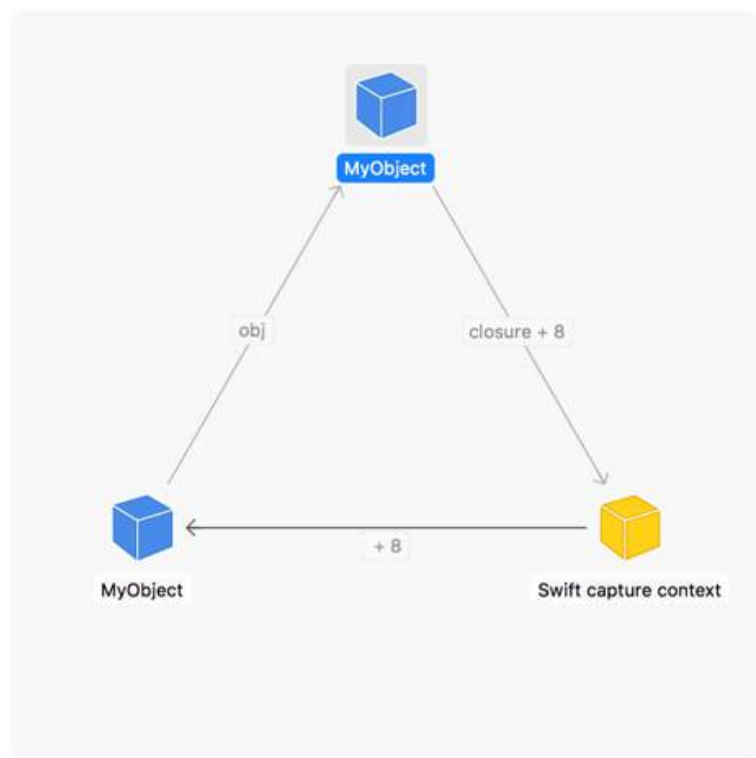 MyObject
obj
closure + 8
+ 8
MyObject
Swift capture context